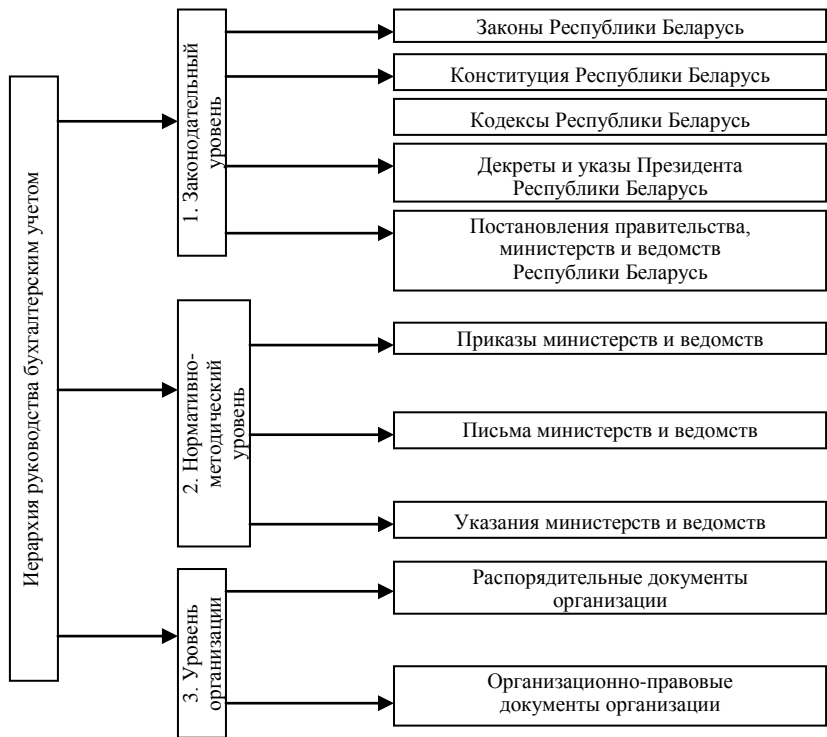 Иерархия руководства бухгалтерским учетом
1. Законодательный
уровень
Законы Республики Беларусь
Конституция Республики Беларусь
Кодексы Республики Беларусь
Декреты и указы Президента
Республики Беларусь
Постановления правительства,
министерств и ведомств
Республики Беларусь
2. Нормативно-
методический
уровень
Приказы министерств и ведомств
Письма министерств и ведомств
Указания министерств и ведомств
3. Уровень
организации
Распорядительные документы
организации
Организационно-правовые
документы организации